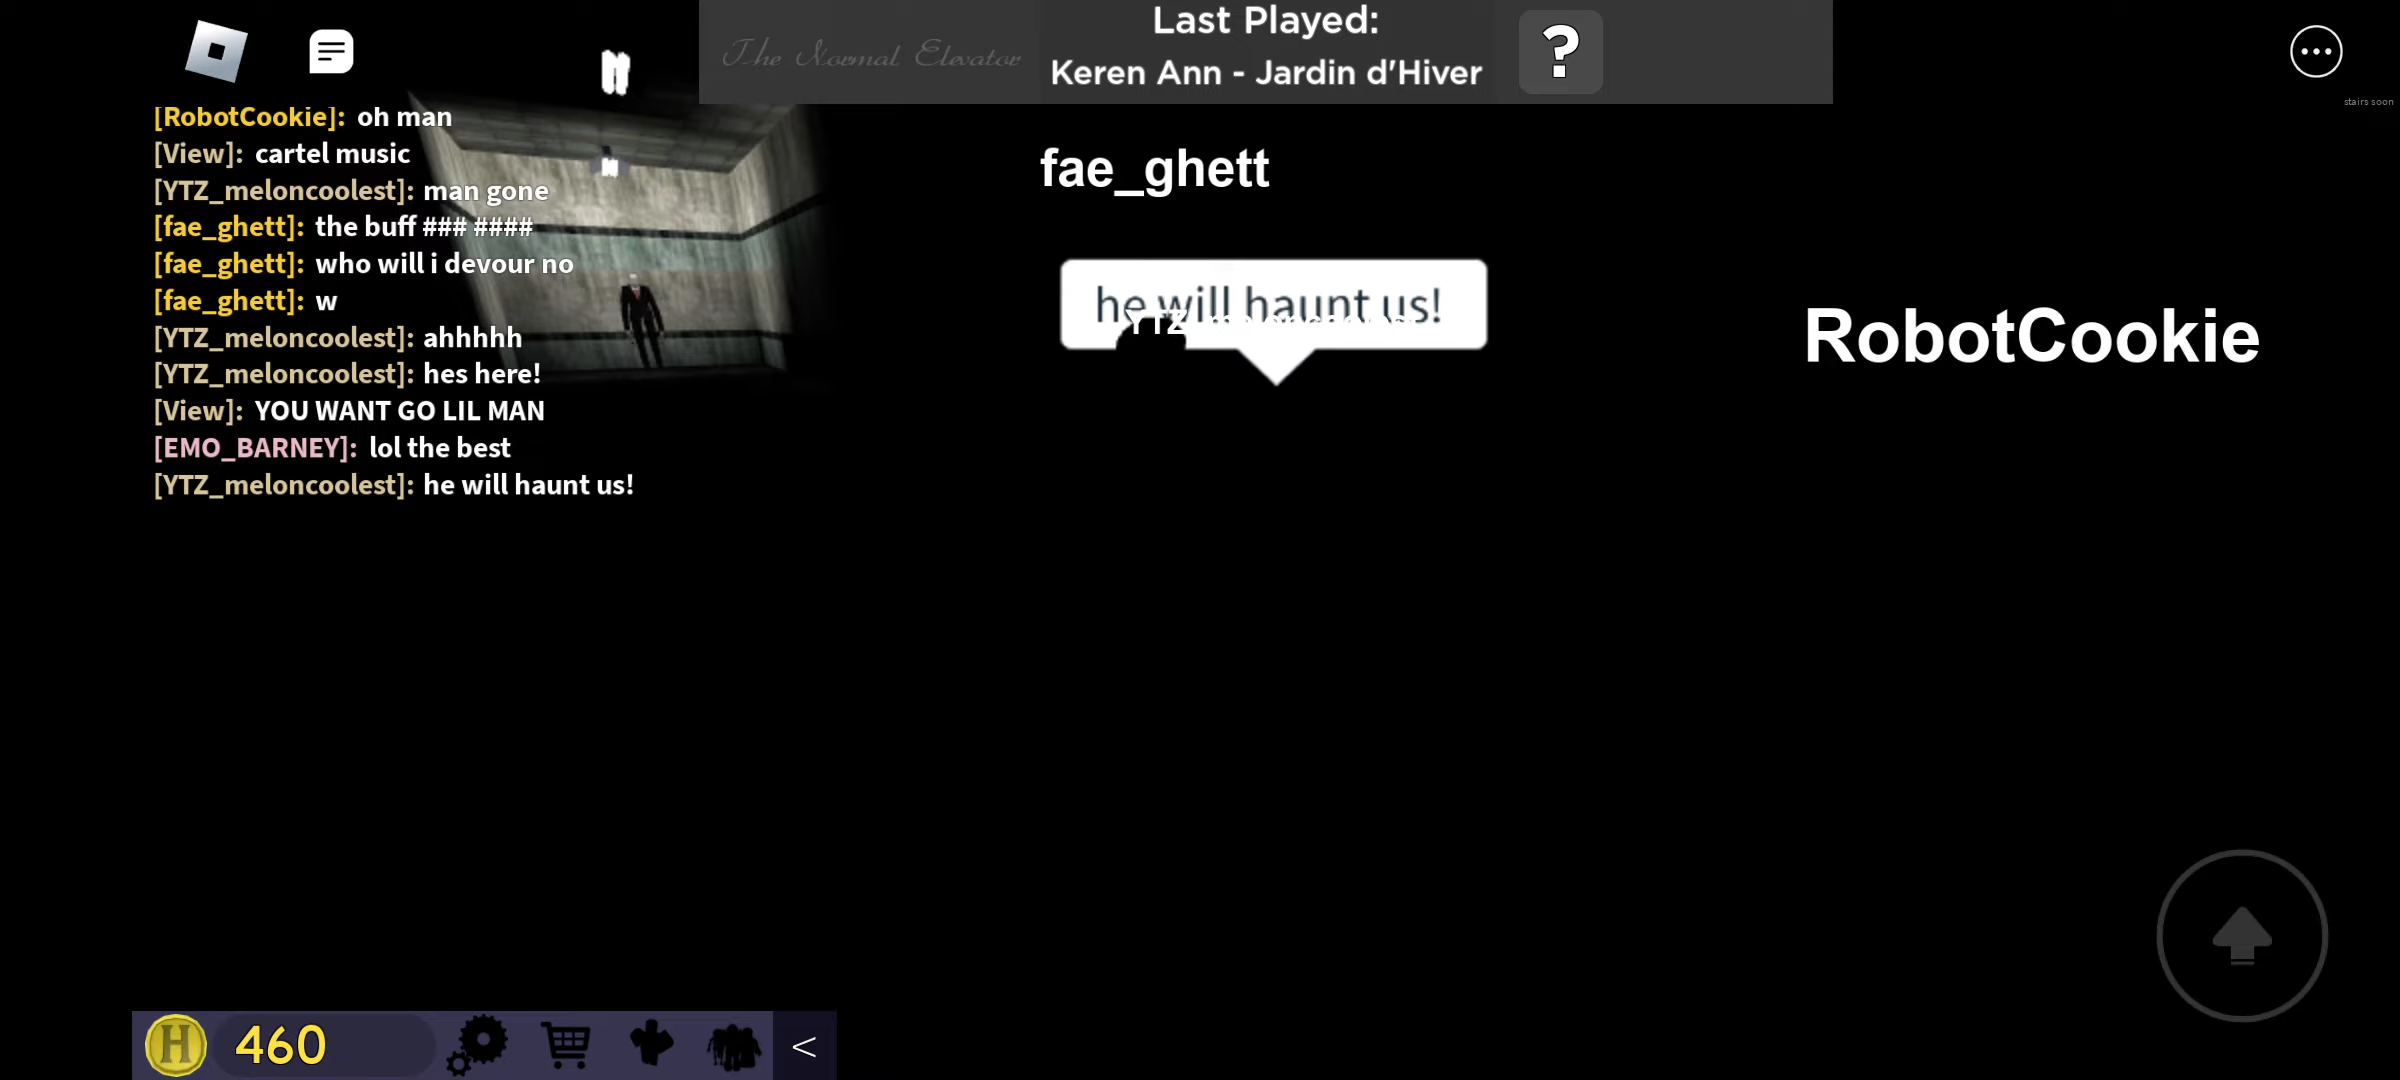 The Normal Elevator
Last Played:
Keren Ann - Jardin d'Hiver
?
stairs soon
[RobotCookie]: oh man
[View]: cartel music
[YTZ_meloncoolest]: man gone
[fae_ghett]: the buff ### ####
[fae_ghett]: who will i devour no
[fae_ghett]: w
[YTZ_meloncoolest]: ahhhhh
[YTZ_meloncoolest]: hes here!
[View]: YOU WANT GO LIL MAN
[EMO_BARNEY]: lol the best
[YTZ_meloncoolest]: he will haunt us!
fae_ghett
he will haunt us!
YTZ
RobotCookie
H 460
<